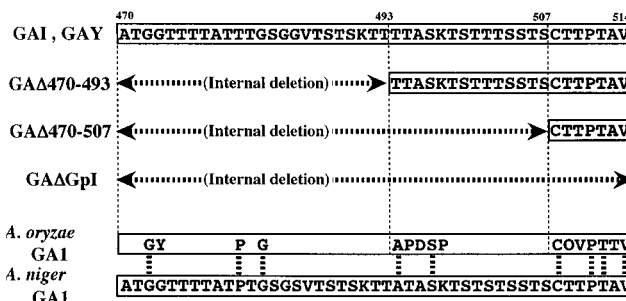 470 493 507 514
GAI , GAY ATGGTTTTATTTGSGGVTSTSKTTTTASKTSTTTSSTSCTTPTAV
GAΔ470-493 (Internal deletion) TTASKTSTTTSSTSCTTPTAV
GAΔ470-507 (Internal deletion) CTTPTAV
GAΔGpI (Internal deletion)
A. oryzae
GA1 GY P G APDSP COVPTTV
A. niger
GA1 ATGGTTTTATPTGSGSVTSTSKTTATASKTSTSTSSTSCTTPTAV